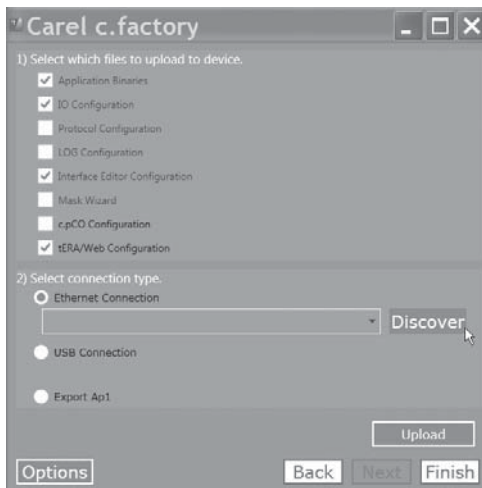 Carel c.factory
1) Select which files to upload to device.
Application Binaries
IO Configuration
Protocol Configuration
LOG Configuration
Interface Editor Configuration
Mask Wizard
c.pCO Configuration
tERA/Web Configuration
2) Select connection type.
Ethernet Connection
Discover
USB Connection
Export Ap1
Upload
Options Back Next Finish